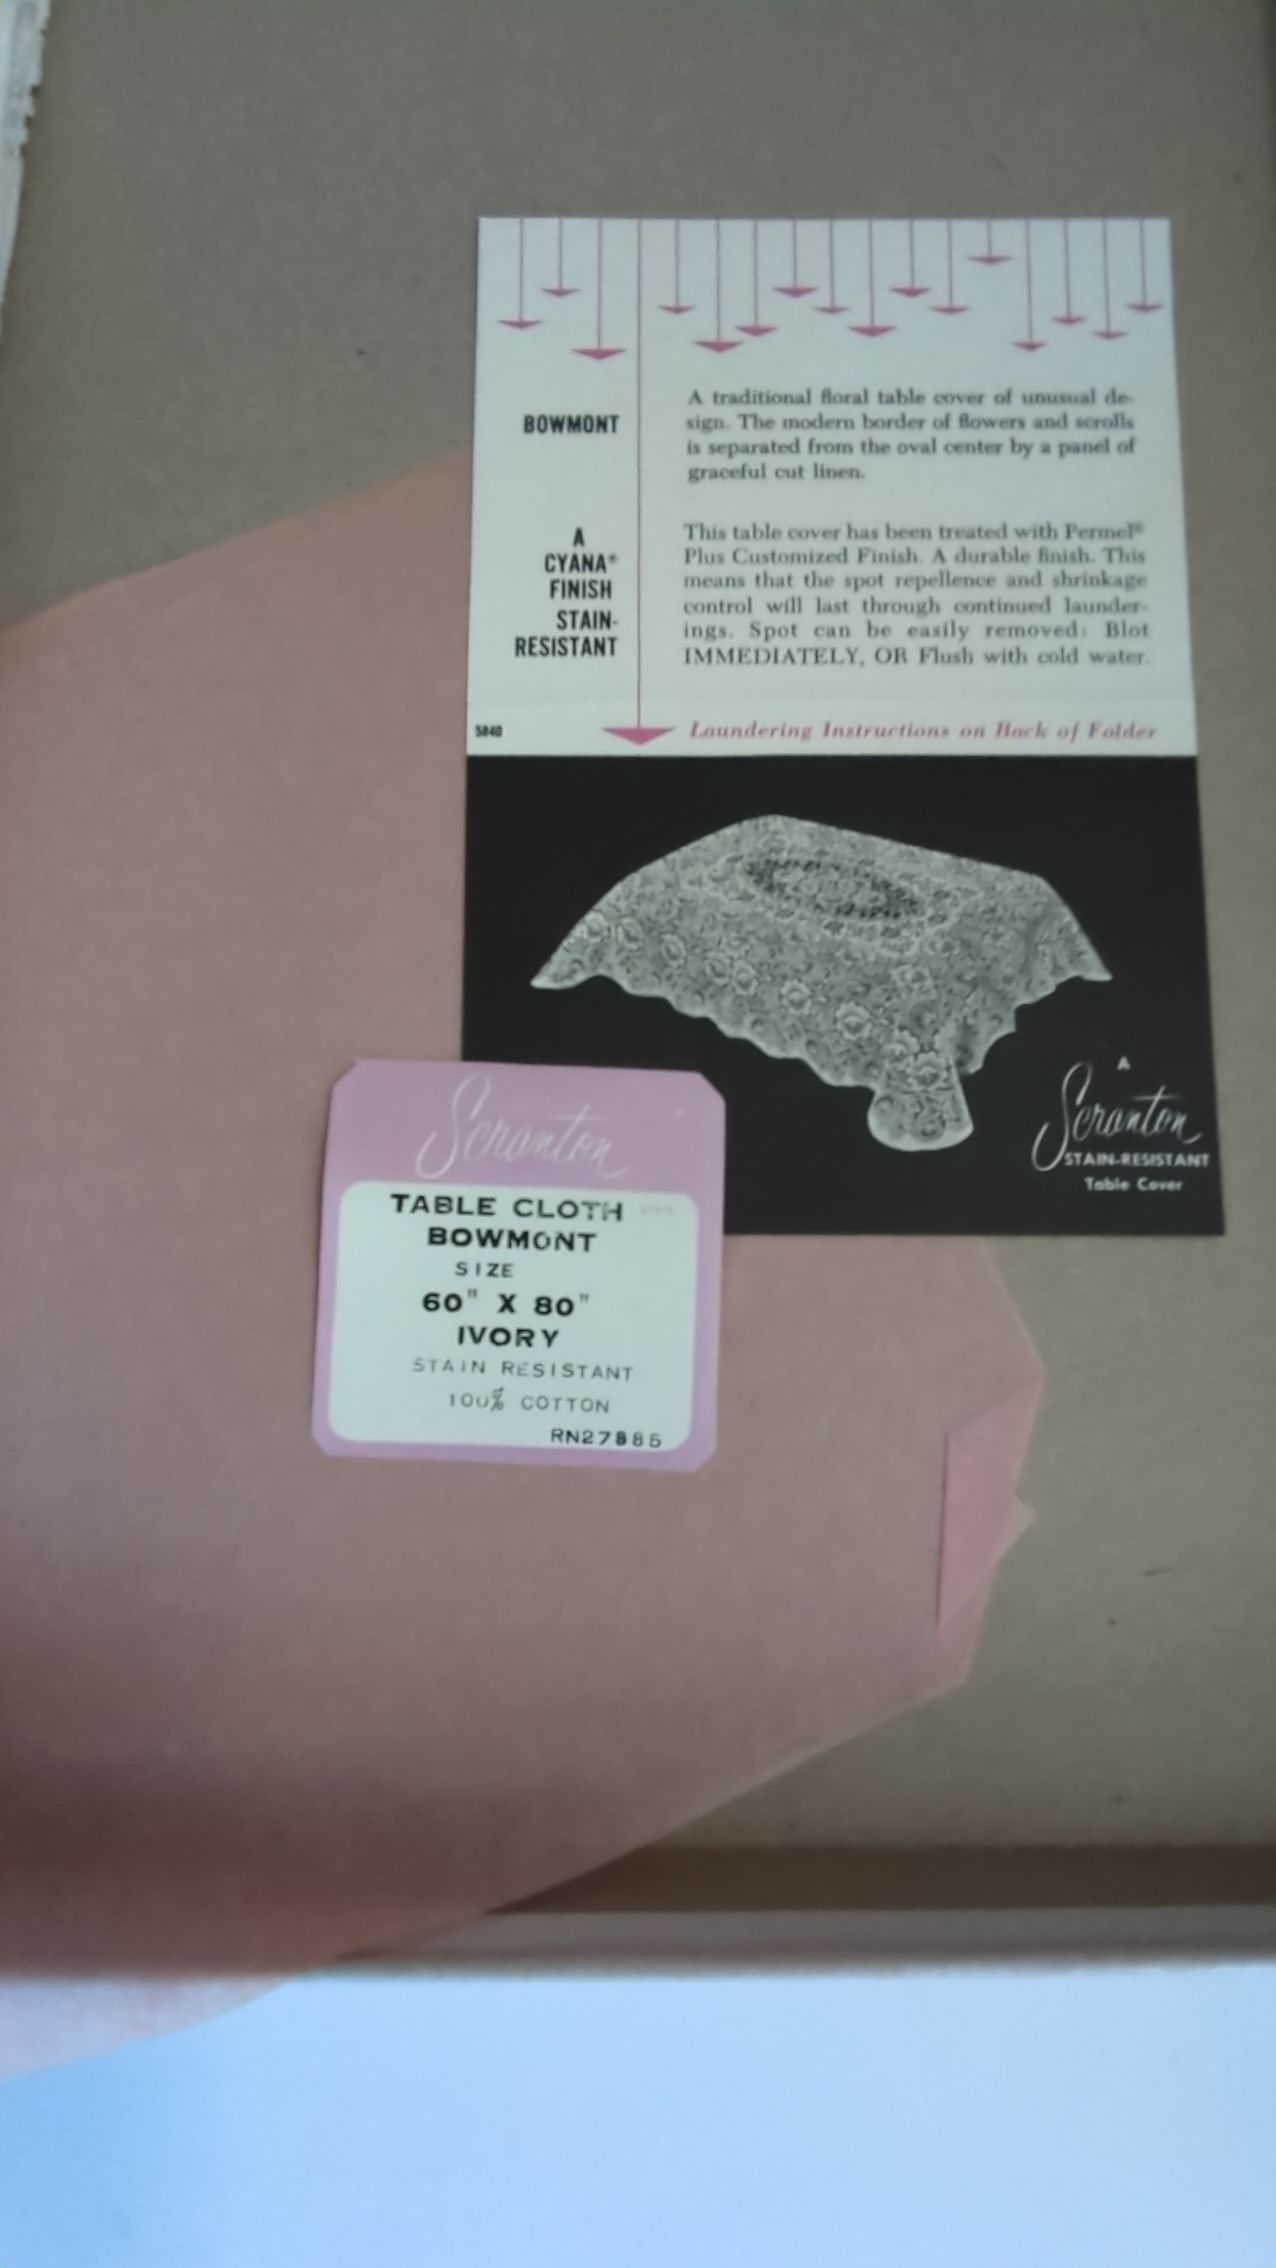 BOWMONT
A traditional floral table cover of unusual de-
sign. The modern border of flowers and scrolls
is separated from the oval center by a panel of
graceful cut linen.
A
CYANA®
FINISH
STAIN-
RESISTANT
This table cover has been treated with Permel®
Plus Customized Finish. A durable finish. This
means that the spot repellence and shrinkage
control will last through continued launder-
ings. Spot can be easily removed: Blot
IMMEDIATELY, OR Flush with cold water.
5840
Laundering Instructions on Back of Folder
A
Scranton
STAIN-RESISTANT
Table Cover
Scranton
TABLE CLOTH
BOWMONT
SIZE
60" X 80"
IVORY
STAIN RESISTANT
100% COTTON
RN27885